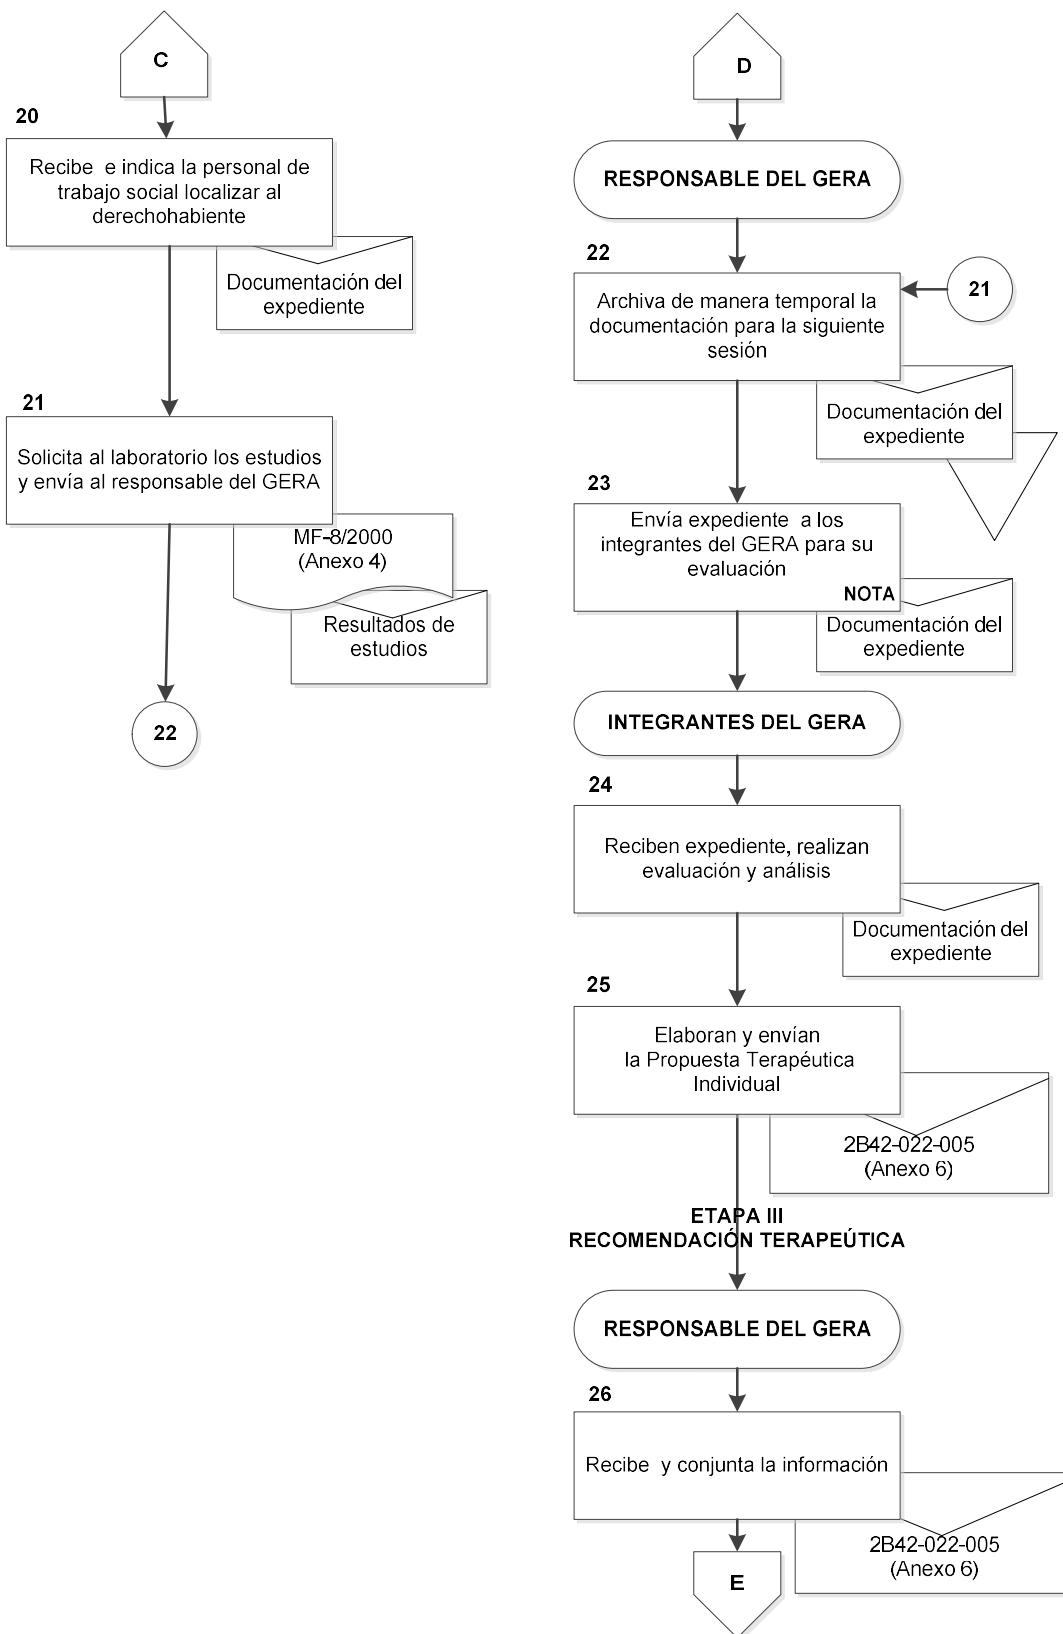 C
20
Recibe e indica la personal de
trabajo social localizar al
derechohabiente
Documentación del
expediente
21
Solicita al laboratorio los estudios
y envía al responsable del GERA
MF-8/2000
(Anexo 4)
Resultados de
estudios
22
D
RESPONSABLE DEL GERA
22
Archiva de manera temporal la
documentación para la siguiente
sesión
21
Documentación del
expediente
23
Envía expediente a los
integrantes del GERA para su
evaluación
NOTA
Documentación del
expediente
INTEGRANTES DEL GERA
24
Reciben expediente, realizan
evaluación y análisis
Documentación del
expediente
25
Elaboran y envían
la Propuesta Terapéutica
Individual
2B42-022-005
(Anexo 6)
ETAPA III
RECOMENDACIÓN TERAPEÚTICA
RESPONSABLE DEL GERA
26
Recibe y conjunta la información
2B42-022-005
(Anexo 6)
E